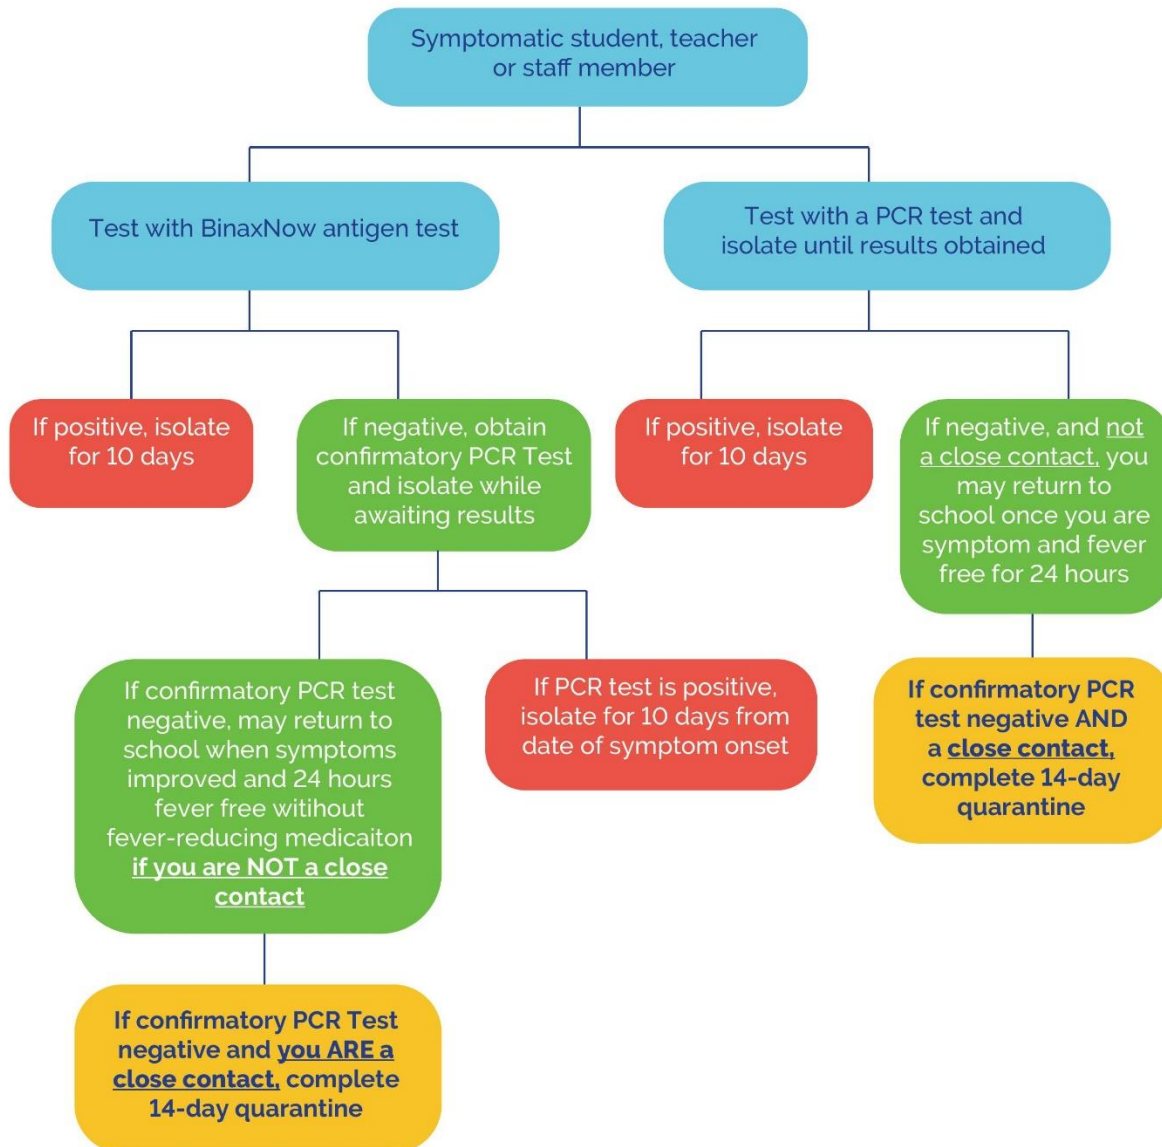 Symptomatic student, teacher
or staff member
Test with BinaxNow antigen test
Test with a PCR test and
isolate until results obtained
If positive, isolate
for 10 days
If negative, obtain
confirmatory PCR Test
and isolate while
awaiting results
If positive, isolate
for 10 days
If negative, and not
a close contact, you
may return to
school once you are
symptom and fever
free for 24 hours
If confirmatory PCR test
negative, may return to
school when symptoms
improved and 24 hours
fever free witihout
fever-reducing medicaiton
if you are NOT a close
contact
If PCR test is positive,
isolate for 10 days from
date of symptom onset
If confirmatory PCR
test negative AND
a close contact,
complete 14-day
quarantine
If confirmatory PCR Test
negative and you ARE a
close contact, complete
14-day quarantine